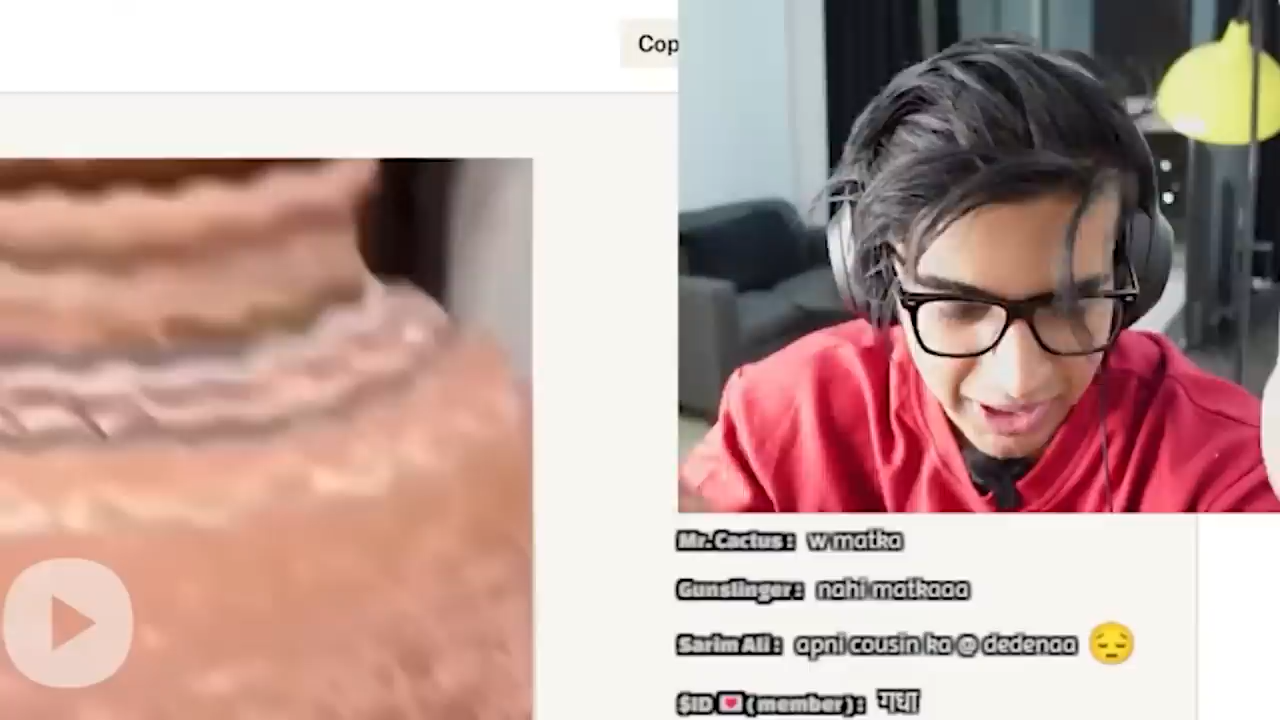 Cop
Mr.Cactus: w matka
Gunslinger: nahi matkaaa
Sarim Ali: apni cousin ka @ dedenaa 😔
$ID 💌 (member): गधा